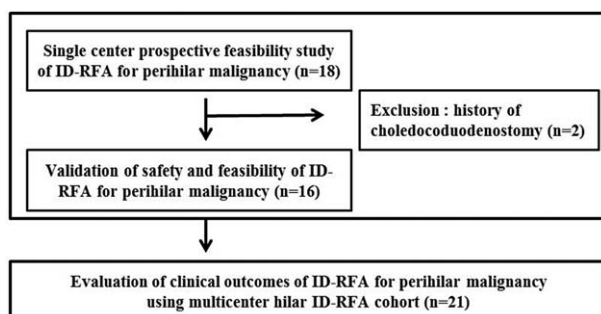 Single center prospective feasibility study
of ID-RFA for perihilar malignancy (n=18)
Exclusion : history of
choledocoduodenostomy (n=2)
Validation of safety and feasibility of ID-
RFA for perihilar malignancy (n=16)
Evaluation of clinical outcomes of ID-RFA for perihilar malignancy
using multicenter hilar ID-RFA cohort (n=21)